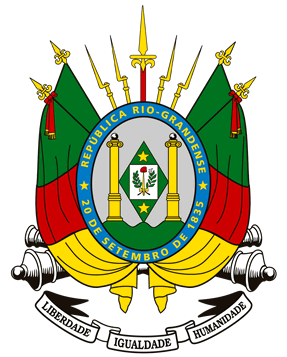 REPÚBLICA RIO-GRANDENSE
20 DE SETEMBRO DE 1835
LIBERDADE IGUALDADE HUMANIDADE